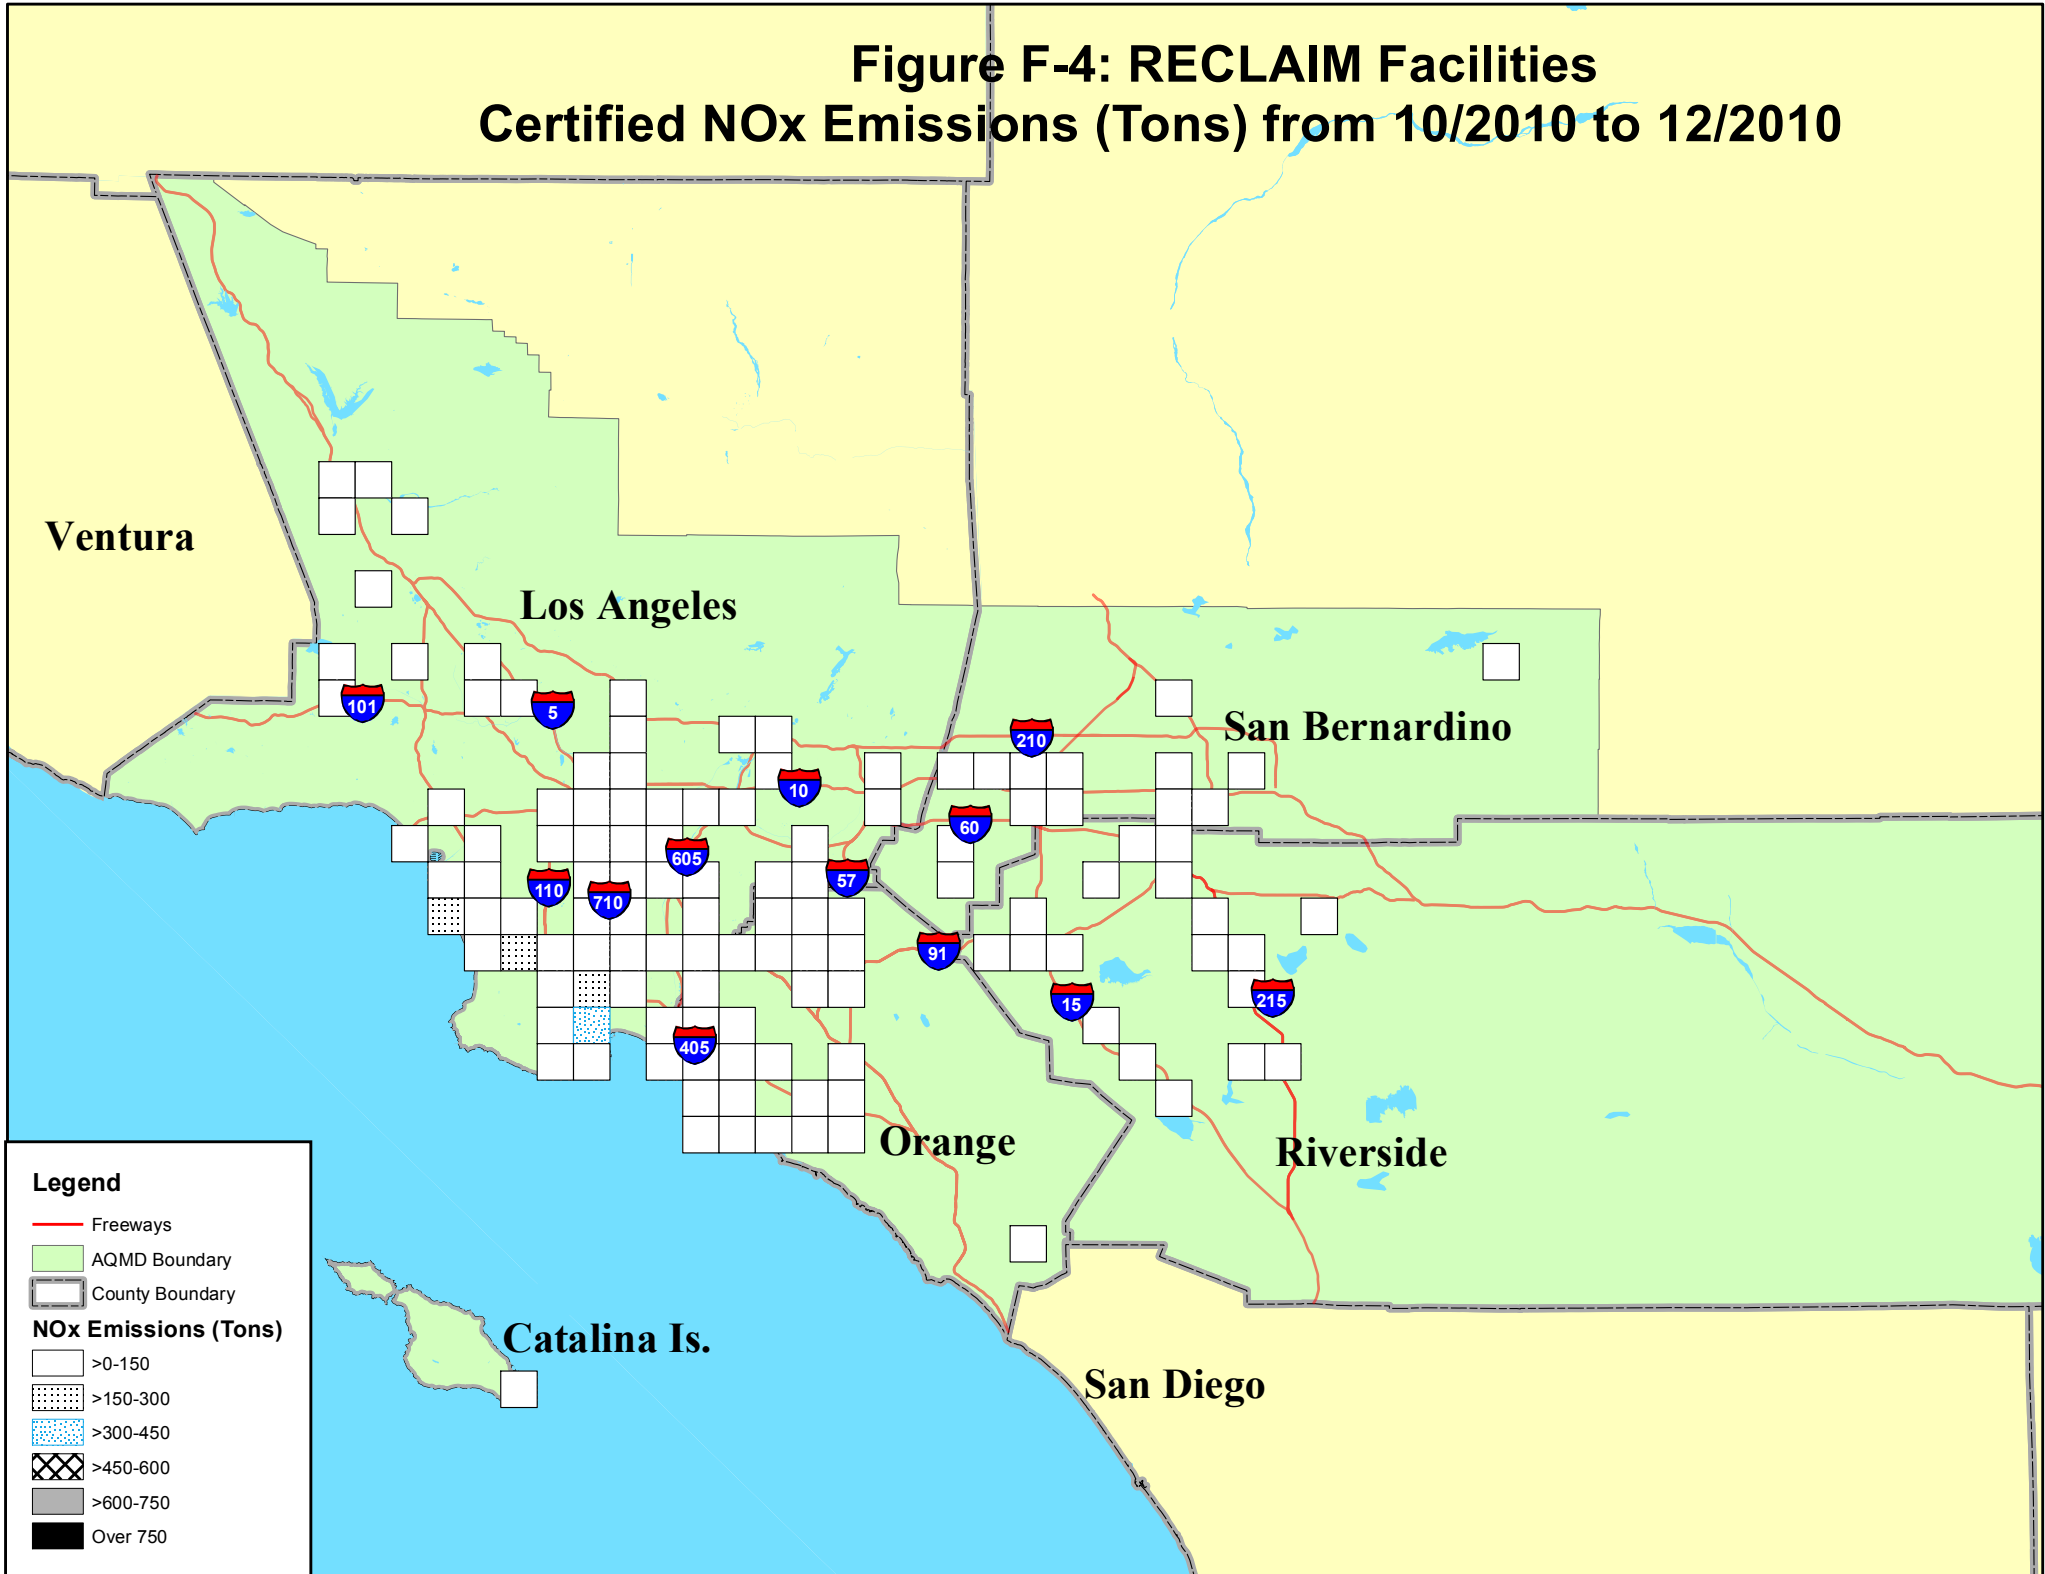 Figure F-4: RECLAIM Facilities
Certified NOx Emissions (Tons) from 10/2010 to 12/2010
Ventura
Los Angeles
San Bernardino
101
5
210
10
60
605
57
110
710
91
15
215
405
Orange
Riverside
Catalina Is.
San Diego
Legend
Freeways
AQMD Boundary
County Boundary
NOx Emissions (Tons)
>0-150
>150-300
>300-450
>450-600
>600-750
Over 750